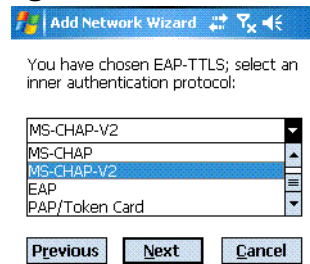 Add Network Wizard
You have chosen EAP-TTLS; select an
inner authentication protocol:
MS-CHAP-V2
MS-CHAP
MS-CHAP-V2
EAP
PAP/Token Card
Previous Next Cancel